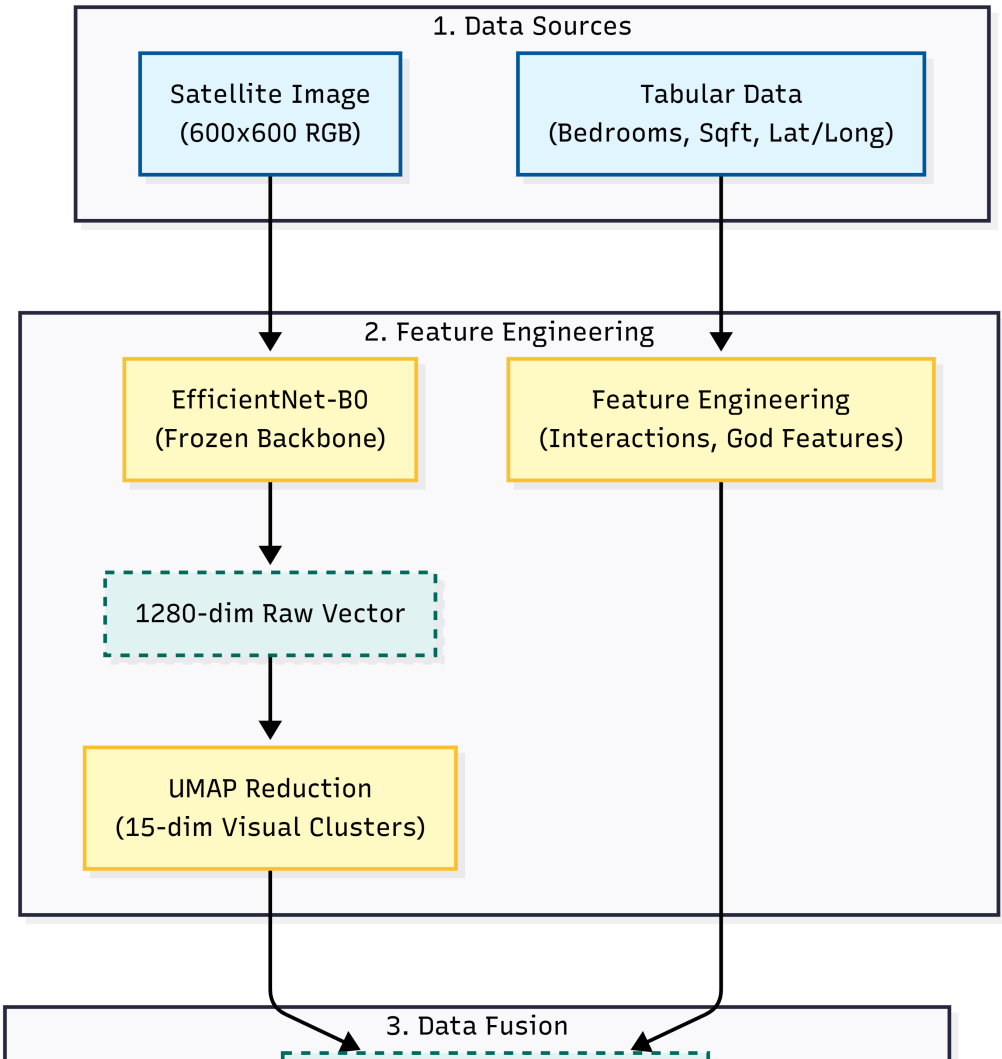 1. Data Sources
Satellite Image
(600x600 RGB)
Tabular Data
(Bedrooms, Sqft, Lat/Long)
2. Feature Engineering
EfficientNet-B0
(Frozen Backbone)
Feature Engineering
(Interactions, God Features)
1280-dim Raw Vector
UMAP Reduction
(15-dim Visual Clusters)
3. Data Fusion